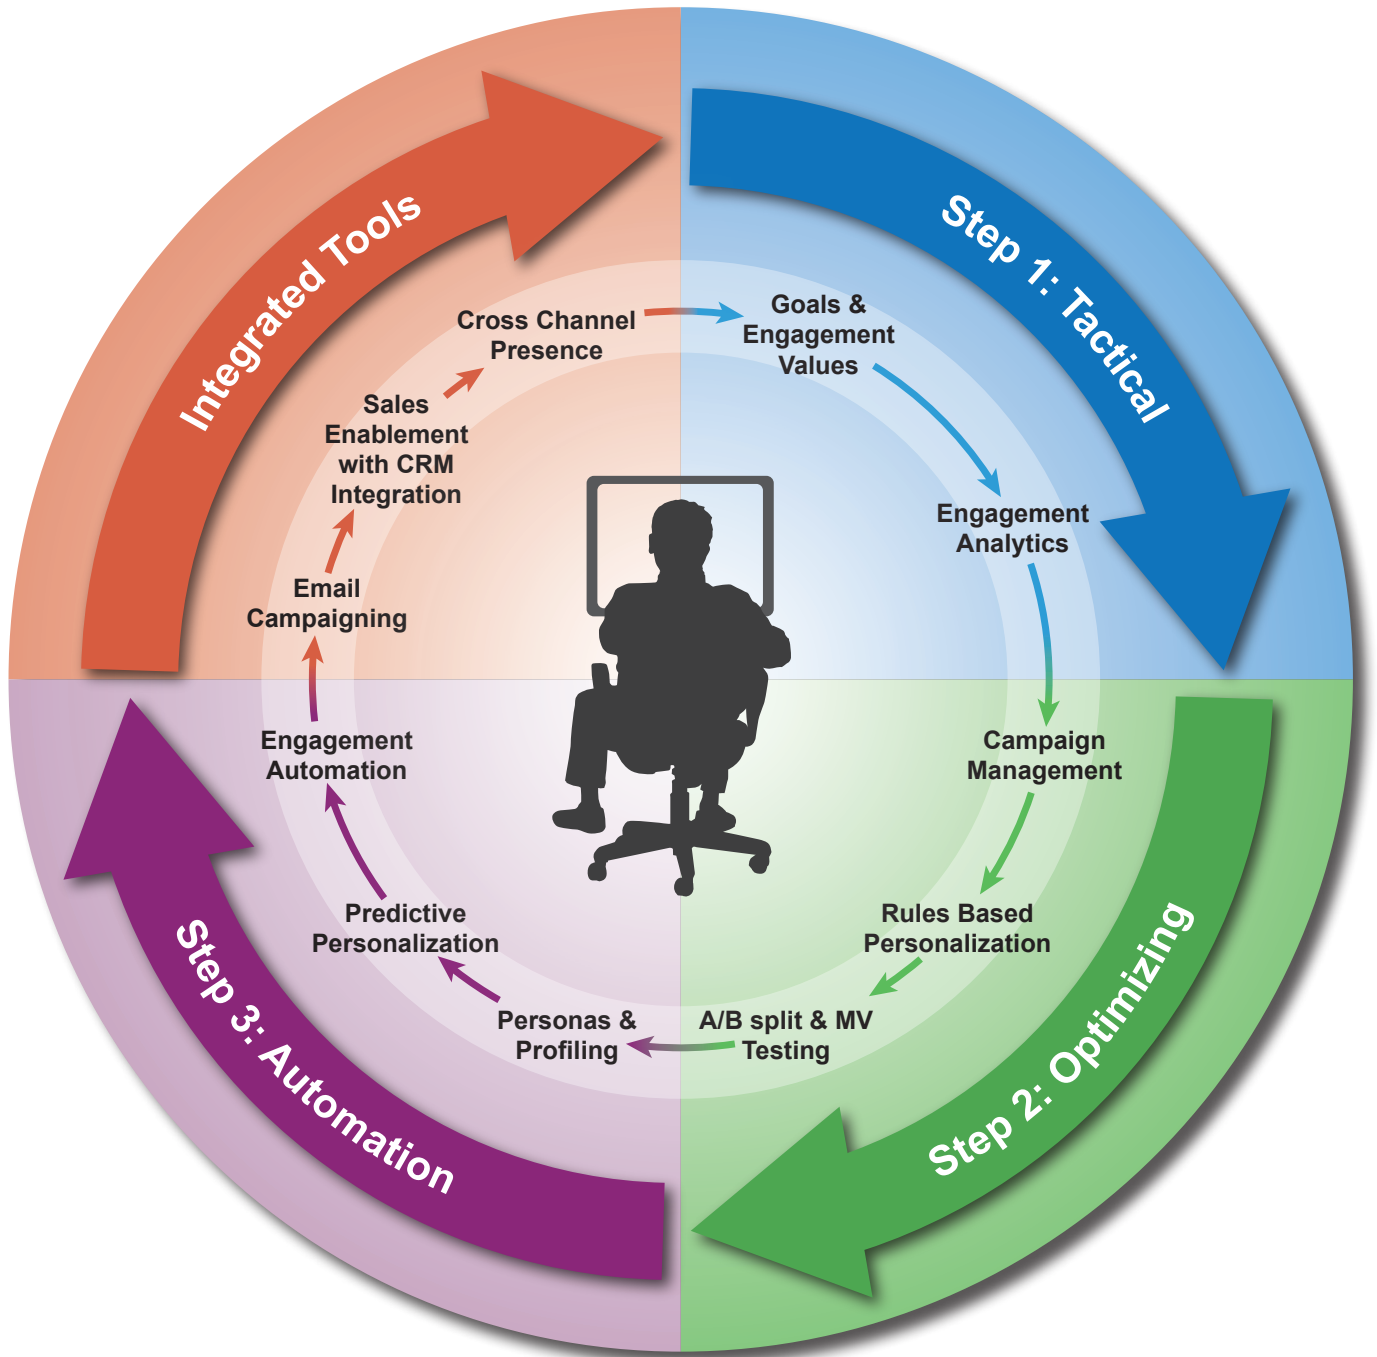 Step 1: Tactical
Goals &
Engagement
Values
Engagement
Analytics
Step 2: Optimizing
Campaign
Management
Rules Based
Personalization
A/B split & MV
Testing
Step 3: Automation
Personas &
Profiling
Predictive
Personalization
Engagement
Automation
Integrated Tools
Email
Campaigning
Sales
Enablement
with CRM
Integration
Cross Channel
Presence